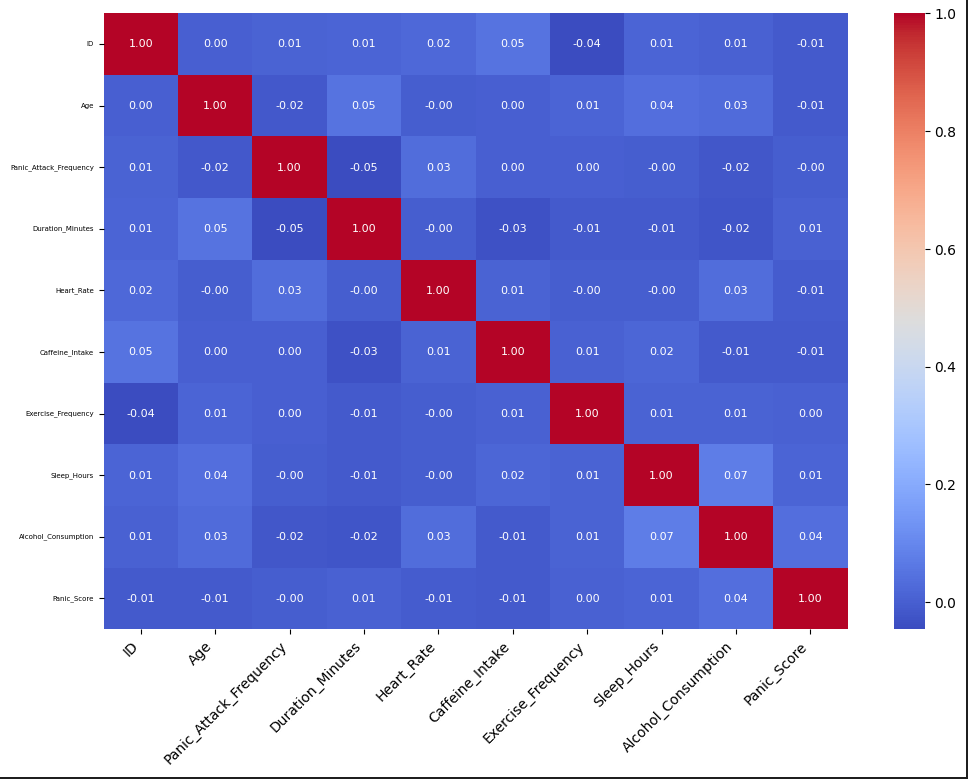 ID 1.00 0.00 0.01 0.01 0.02 0.05 -0.04 0.01 0.01 -0.01 1.0
Age 0.00 1.00 -0.02 0.05 -0.00 0.00 0.01 0.04 0.03 -0.01 0.8
Panic_Attack_Frequency 0.01 -0.02 1.00 -0.05 0.03 0.00 0.00 -0.00 -0.02 -0.00
Duration_Minutes 0.01 0.05 -0.05 1.00 -0.00 -0.03 -0.01 -0.01 -0.02 0.01 0.6
Heart_Rate 0.02 -0.00 0.03 -0.00 1.00 0.01 -0.00 -0.00 0.03 -0.01
Caffeine_Intake 0.05 0.00 0.00 -0.03 0.01 1.00 0.01 0.02 -0.01 -0.01 0.4
Exercise_Frequency -0.04 0.01 0.00 -0.01 -0.00 0.01 1.00 0.01 0.01 0.00
Sleep_Hours 0.01 0.04 -0.00 -0.01 -0.00 0.02 0.01 1.00 0.07 0.01 0.2
Alcohol_Consumption 0.01 0.03 -0.02 -0.02 0.03 -0.01 0.01 0.07 1.00 0.04
Panic_Score -0.01 -0.01 -0.00 0.01 -0.01 -0.01 0.00 0.01 0.04 1.00 0.0
ID
Age
Panic_Attack_Frequency
Duration_Minutes
Heart_Rate
Caffeine_Intake
Exercise_Frequency
Sleep_Hours
Alcohol_Consumption
Panic_Score